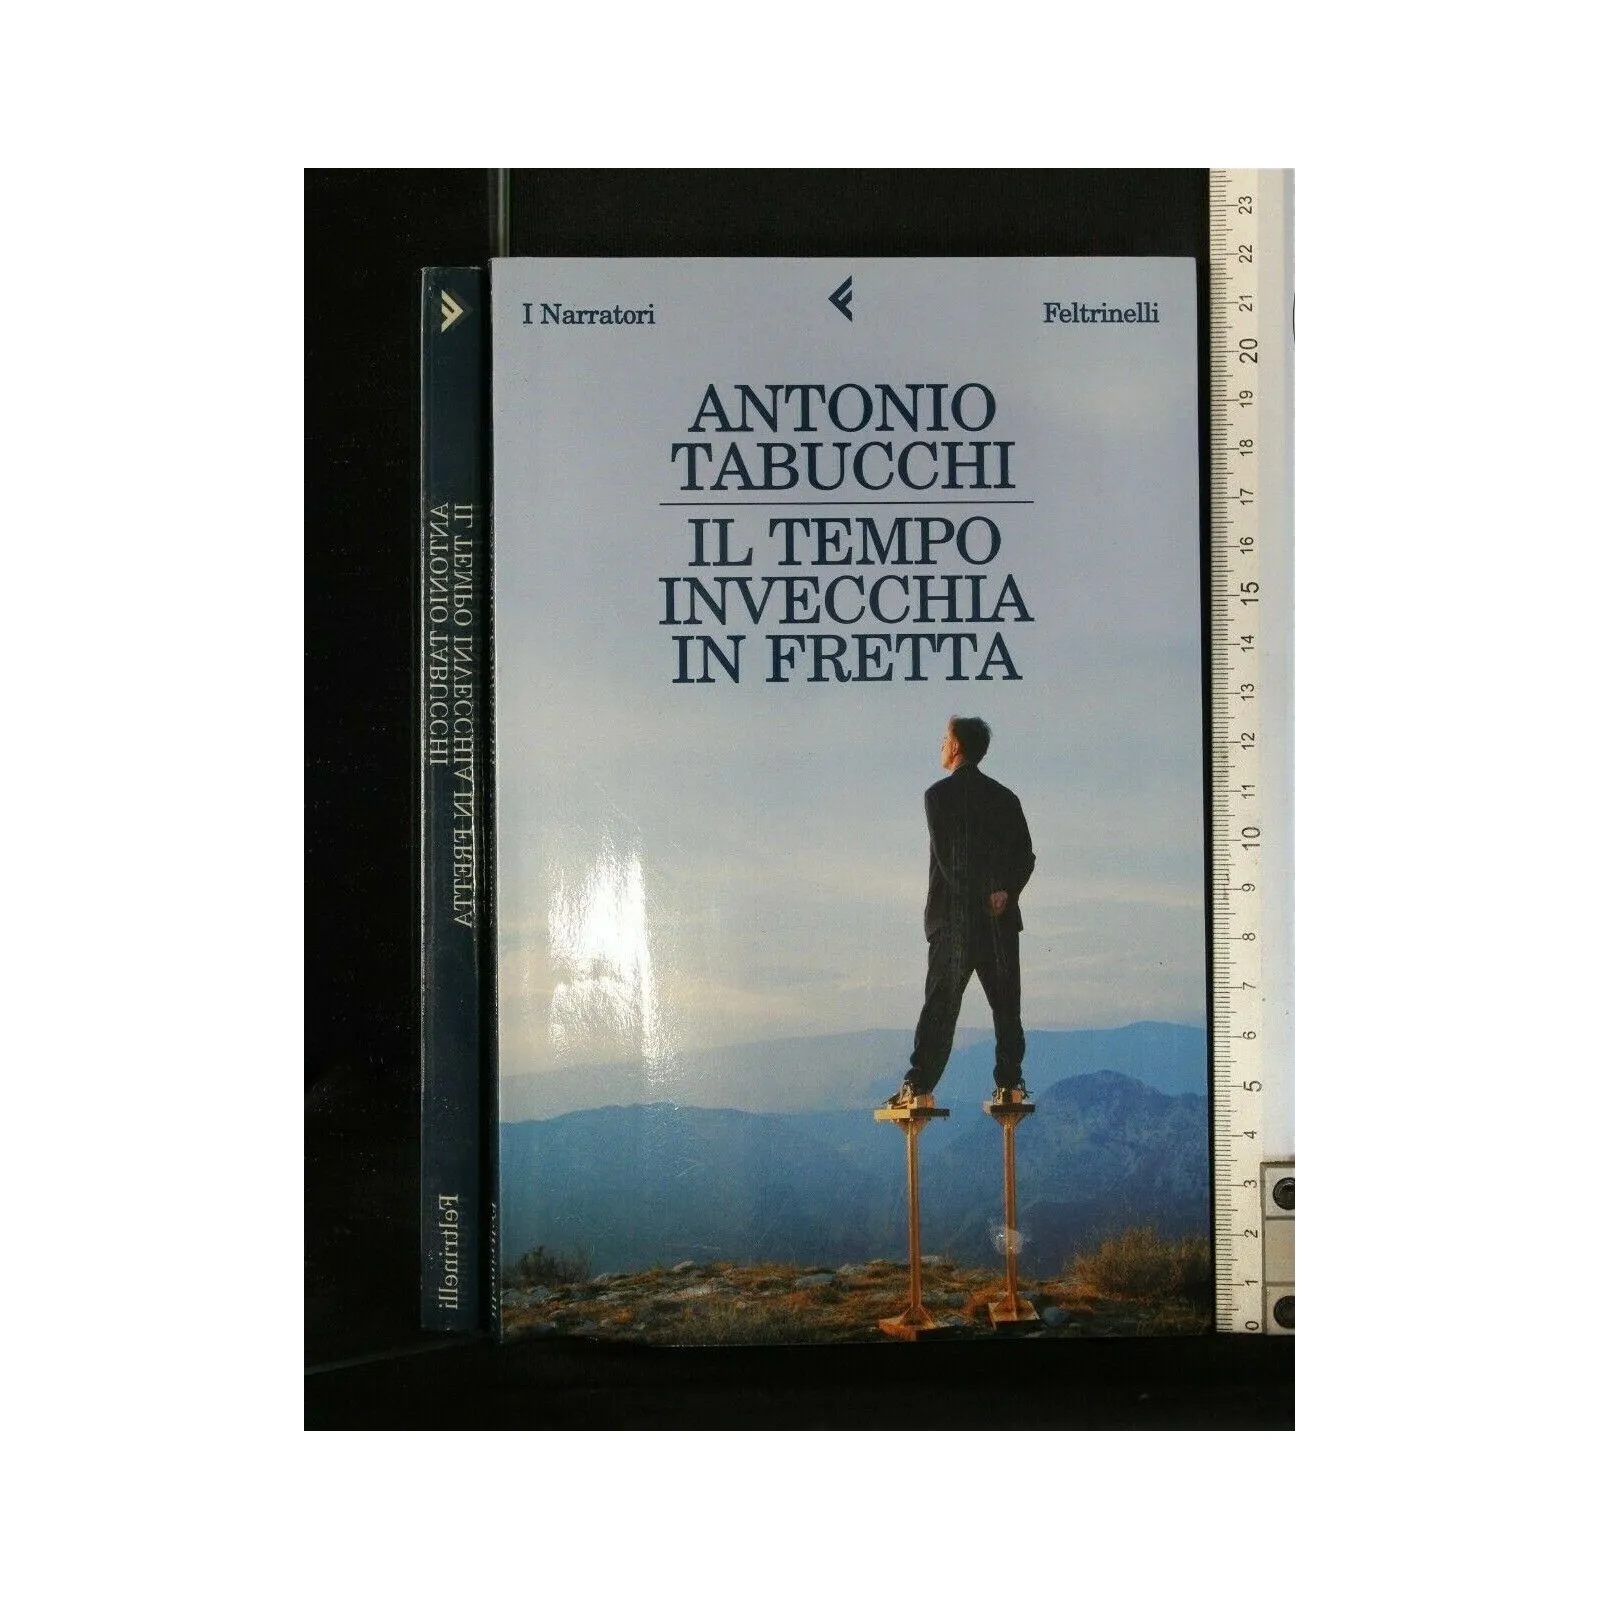 I Narratori
Feltrinelli
ANTONIO
TABUCCHI
IL TEMPO
INVECCHIA
IN FRETTA
IL TEMPO INVECCHIA IN FRETTA
ANTONIO TABUCCHI
Feltrinelli
23
22
21
20
19
18
17
16
15
14
13
12
11
10
9
8
7
6
5
4
3
2
1
0